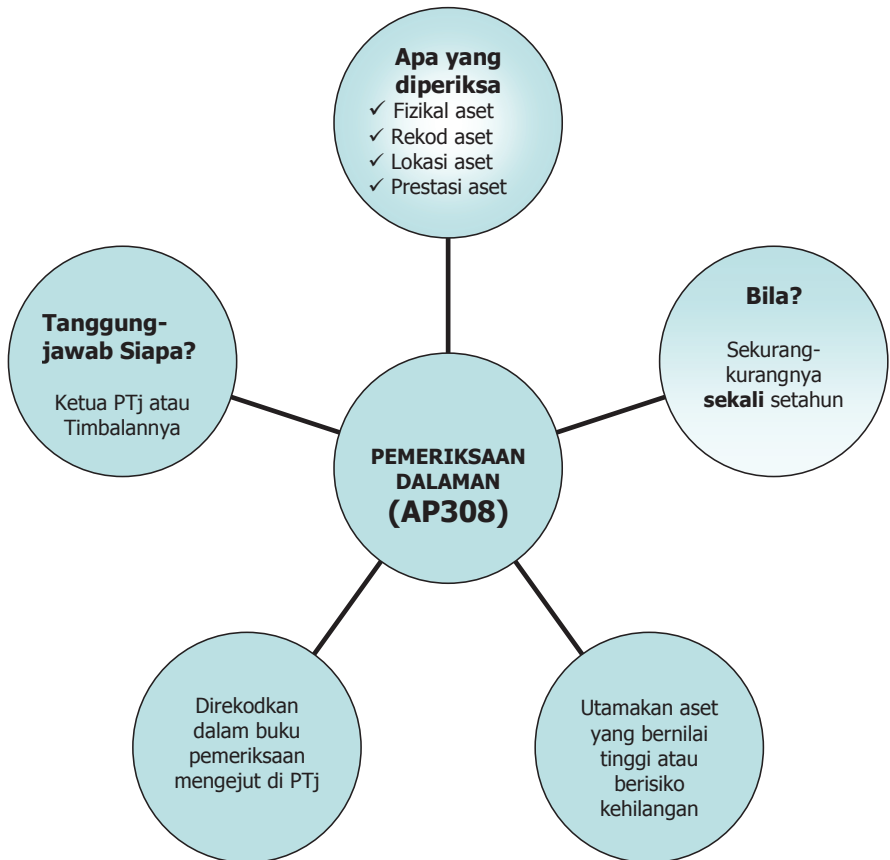 Apa yang
diperiksa
✓ Fizikal aset
✓ Rekod aset
✓ Lokasi aset
✓ Prestasi aset
Tanggung-
jawab Siapa?
Ketua PTj atau
Timbalannya
Bila?
Sekurang-
kurangnya
sekali setahun
PEMERIKSAAN
DALAMAN
(AP308)
Direkodkan
dalam buku
pemeriksaan
mengejut di PTj
Utamakan aset
yang bernilai
tinggi atau
berisiko
kehilangan